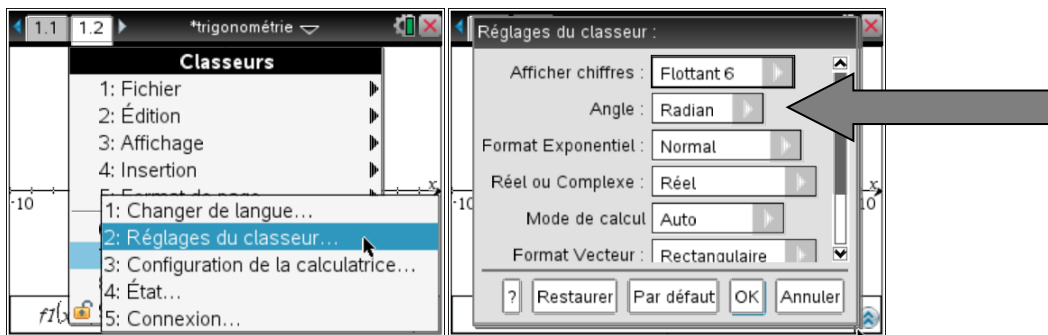 1.1 1.2 *trigonométrie
Classeurs
1: Fichier
2: Édition
3: Affichage
4: Insertion
1: Changer de langue...
2: Réglages du classeur...
3: Configuration de la calculatrice...
4: État...
5: Connexion...
-10
x
Réglages du classeur :
Afficher chiffres : Flottant 6
Angle : Radian
Format Exponentiel : Normal
Réel ou Complexe : Réel
Mode de calcul Auto
Format Vecteur : Rectangulaire
? Restaurer Par défaut OK Annuler
-10
x
10